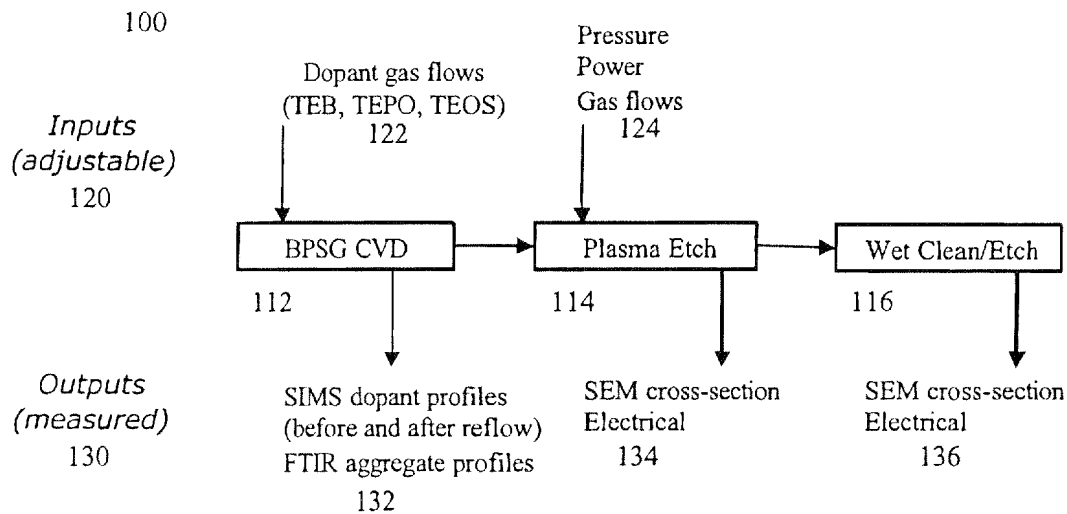 100
Dopant gas flows
(TEB, TEPO, TEOS)
122
Pressure
Power
Gas flows
124
Inputs
(adjustable)
120
BPSG CVD
Plasma Etch
Wet Clean/Etch
112
114
116
Outputs
(measured)
130
SIMS dopant profiles
(before and after reflow)
FTIR aggregate profiles
132
SEM cross-section
Electrical
134
SEM cross-section
Electrical
136